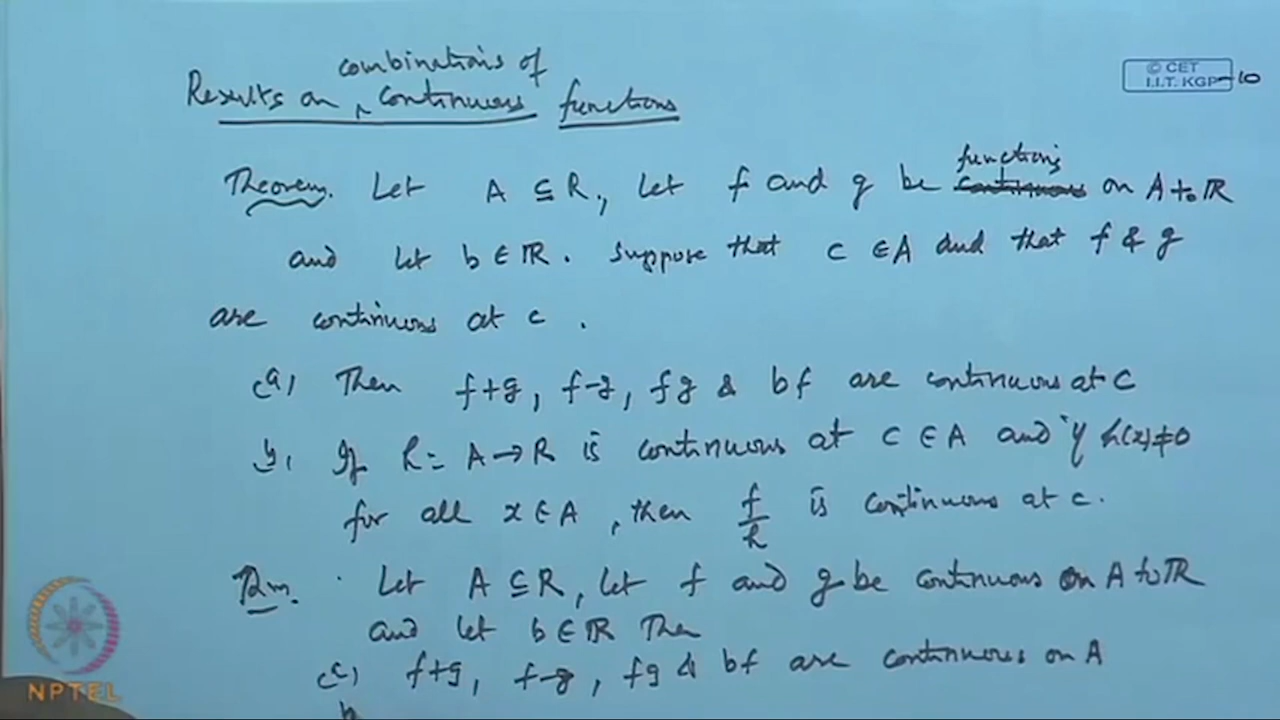 combinations of
Results on ‸ continuous functions
© CET
I.I.T. KGP
10
functions
Theorem. Let A ⊆ R, Let f and g be continuous on A to R
and let b ∈ R. Suppose that c ∈ A and that f & g
are continuous at c.
(a) Then f+g, f-g, fg & bf are continuous at c
(b) If h: A → R is continuous at c ∈ A and if h(x) ≠ 0
for all x ∈ A, then f/h is continuous at c.
Thm. Let A ⊆ R, let f and g be continuous on A to R
and let b ∈ R Then
(c) f+g, f-g, fg & bf are continuous on A
NPTEL